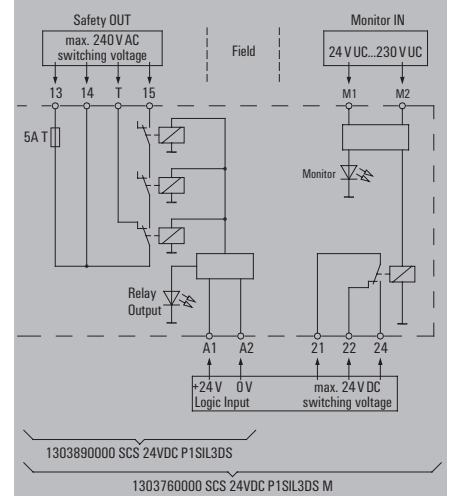 Safety OUT
max. 240 V AC
switching voltage
Field
Monitor IN
24 V UC...230 V UC
13 14 T 15
M1 M2
5A T
Monitor
Relay
Output
A1 A2 21 22 24
+24 V 0 V
Logic Input
max. 24 V DC
switching voltage
1303890000 SCS 24VDC P1SIL3DS
1303760000 SCS 24VDC P1SIL3DS M